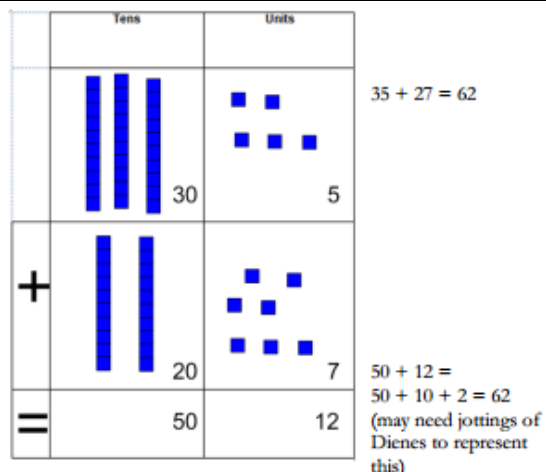 Tens Units
35 + 27 = 62
30 5
+
20 7
50 + 12 =
50 + 10 + 2 = 62
= 50 12
(may need jottings of
Dienes to represent
this)